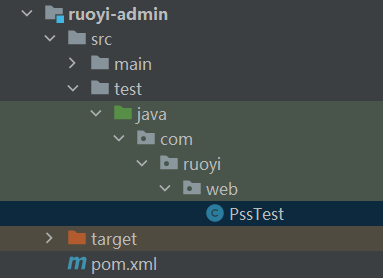 ruoyi-admin
src
main
test
java
com
ruoyi
web
PssTest
target
pom.xml